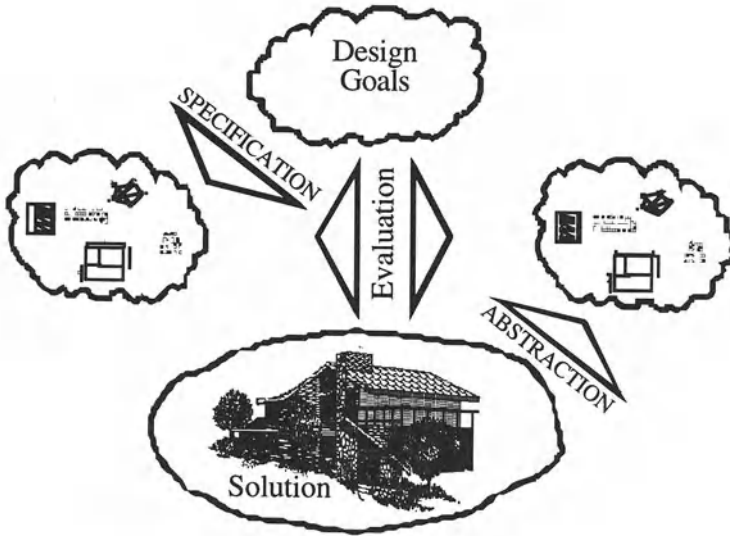 Design
Goals
SPECIFICATION
Evaluation
ABSTRACTION
Solution